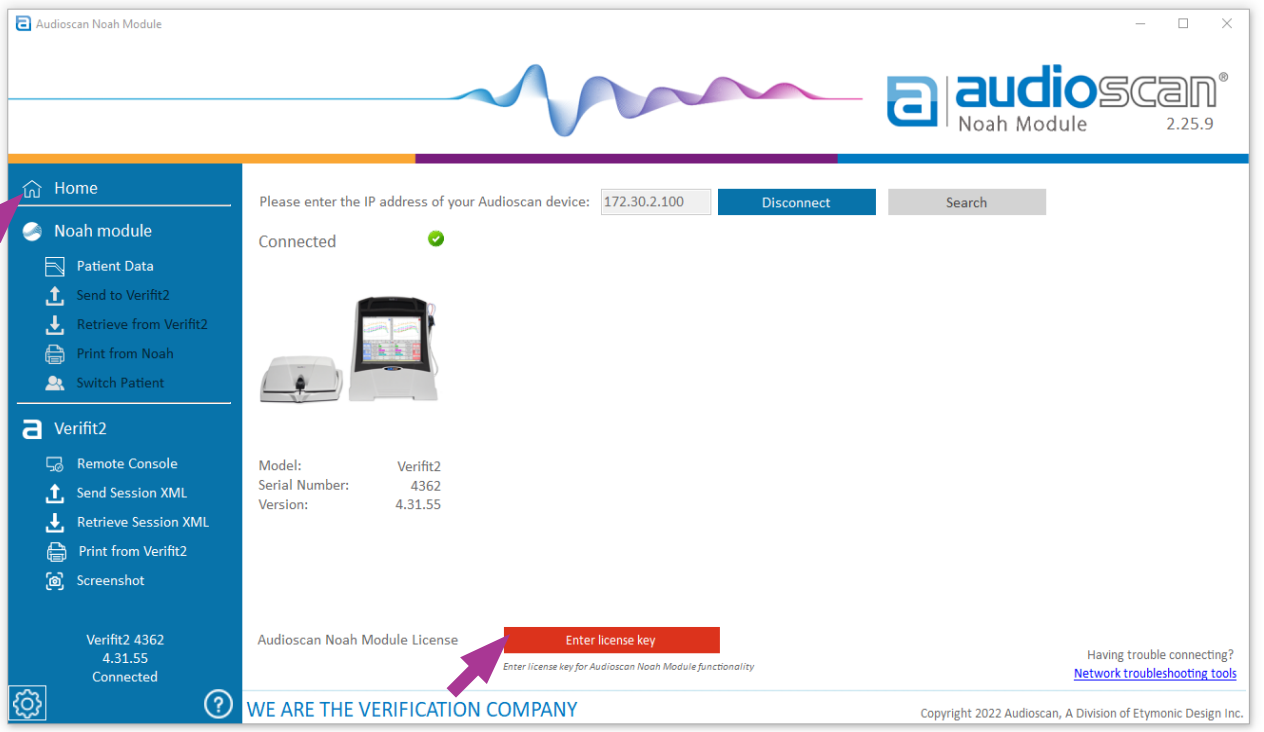 Audioscan Noah Module
audioscan®
Noah Module 2.25.9
Home
Noah module
Patient Data
Send to Verifit2
Retrieve from Verifit2
Print from Noah
Switch Patient
Verifit2
Remote Console
Send Session XML
Retrieve Session XML
Print from Verifit2
Screenshot
Verifit2 4362
4.31.55
Connected
Please enter the IP address of your Audioscan device: 172.30.2.100 Disconnect Search
Connected
Model: Verifit2
Serial Number: 4362
Version: 4.31.55
Audioscan Noah Module License Enter license key
Enter license key for Audioscan Noah Module functionality
Having trouble connecting?
Network troubleshooting tools
WE ARE THE VERIFICATION COMPANY
Copyright 2022 Audioscan, A Division of Etymonic Design Inc.